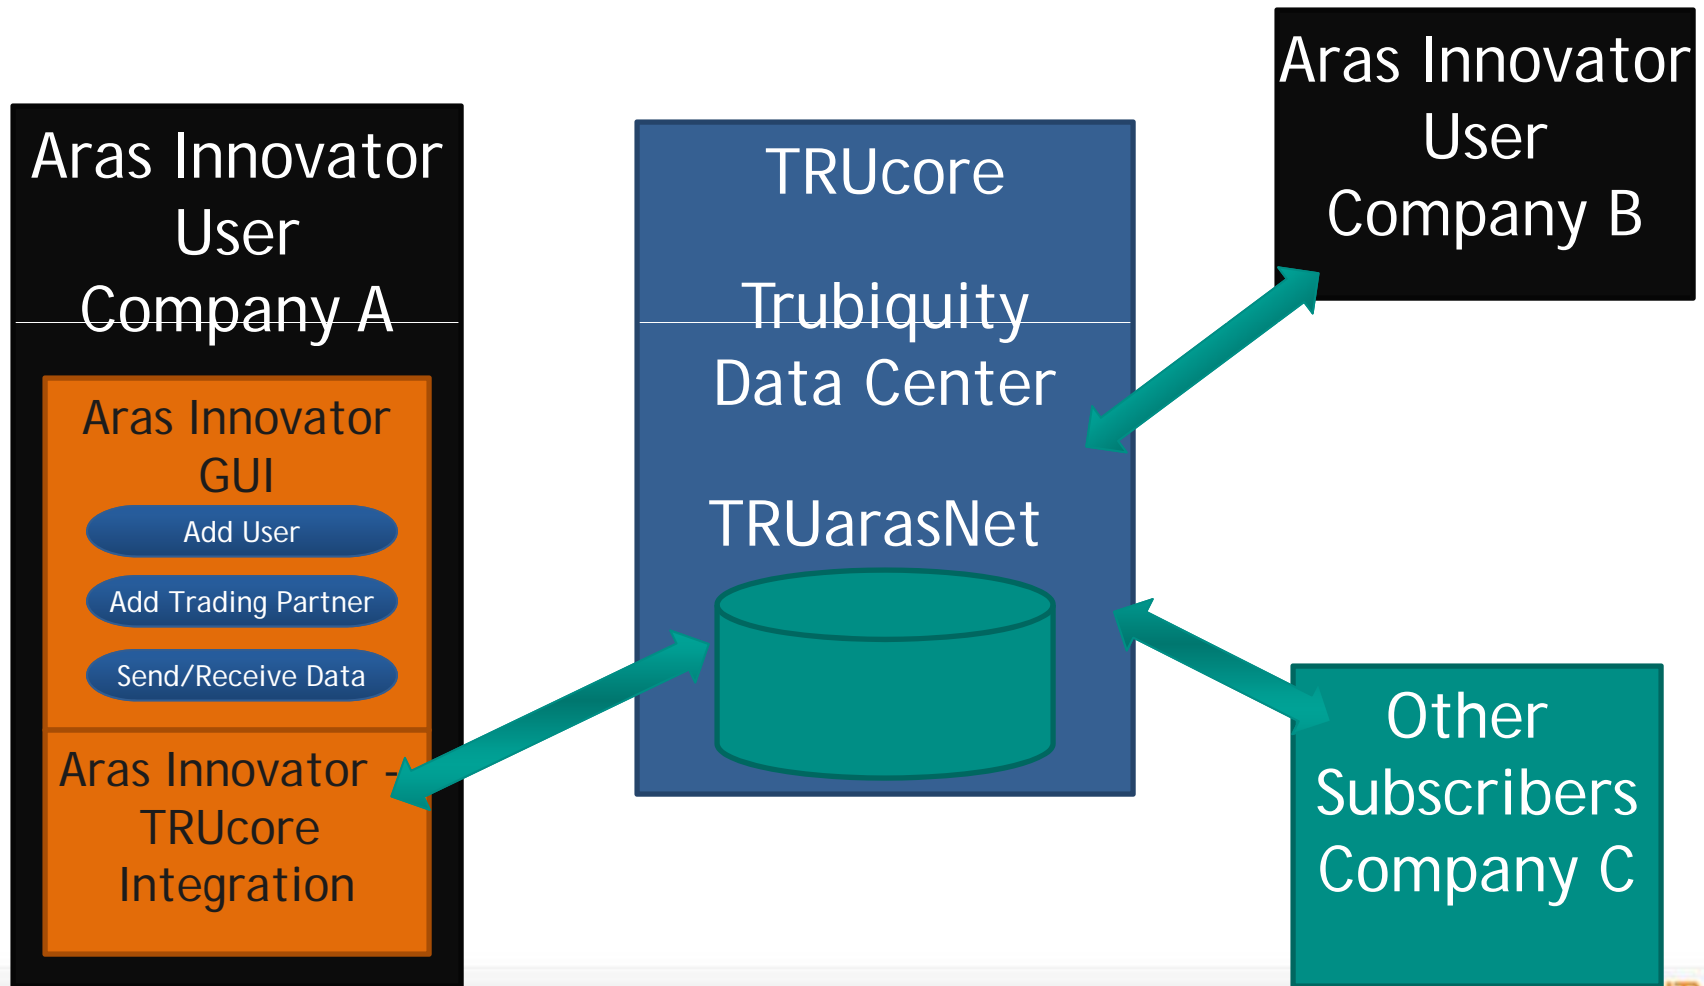 Aras Innovator
User
Company A
Aras Innovator
GUI
Add User
Add Trading Partner
Send/Receive Data
Aras Innovator -
TRUcore
Integration
TRUcore
Trubiquity
Data Center
TRUarasNet
Aras Innovator
User
Company B
Other
Subscribers
Company C